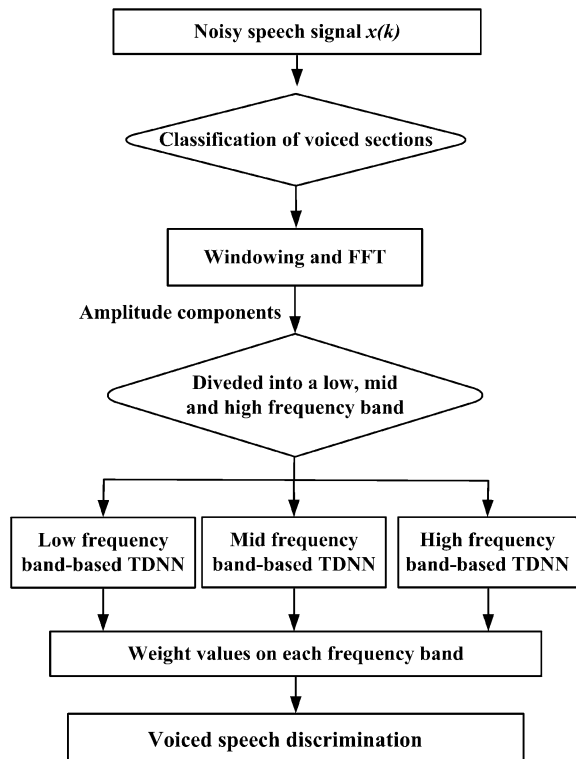 Noisy speech signal x(k)
Classification of voiced sections
Windowing and FFT
Amplitude components
Diveded into a low, mid
and high frequency band
Low frequency
band-based TDNN
Mid frequency
band-based TDNN
High frequency
band-based TDNN
Weight values on each frequency band
Voiced speech discrimination